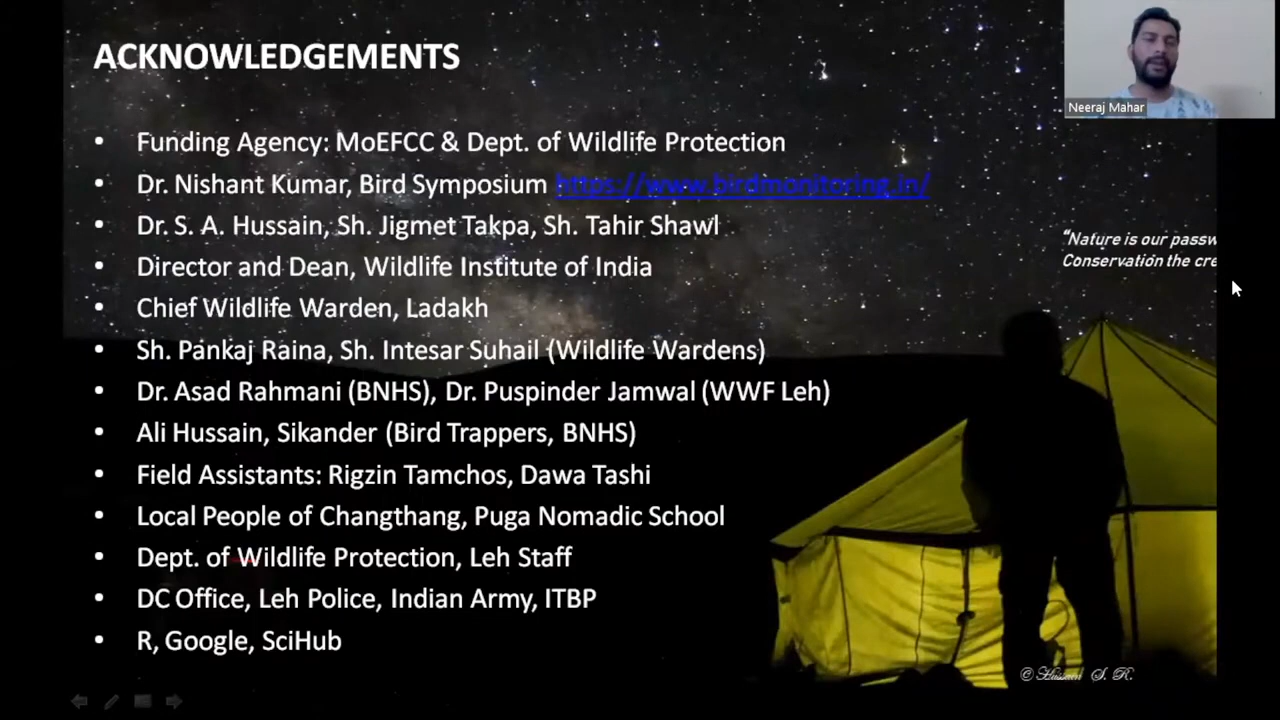 ACKNOWLEDGEMENTS
Neeraj Mahar
• Funding Agency: MoEFCC & Dept. of Wildlife Protection
• Dr. Nishant Kumar, Bird Symposium https://www.birdmonitoring.in/
• Dr. S. A. Hussain, Sh. Jigmet Takpa, Sh. Tahir Shawl
"Nature is our passw
Conservation the cre
• Director and Dean, Wildlife Institute of India
• Chief Wildlife Warden, Ladakh
• Sh. Pankaj Raina, Sh. Intesar Suhail (Wildlife Wardens)
• Dr. Asad Rahmani (BNHS), Dr. Puspinder Jamwal (WWF Leh)
• Ali Hussain, Sikander (Bird Trappers, BNHS)
• Field Assistants: Rigzin Tamchos, Dawa Tashi
• Local People of Changthang, Puga Nomadic School
• Dept. of Wildlife Protection, Leh Staff
• DC Office, Leh Police, Indian Army, ITBP
• R, Google, SciHub
© Hussain S. R.